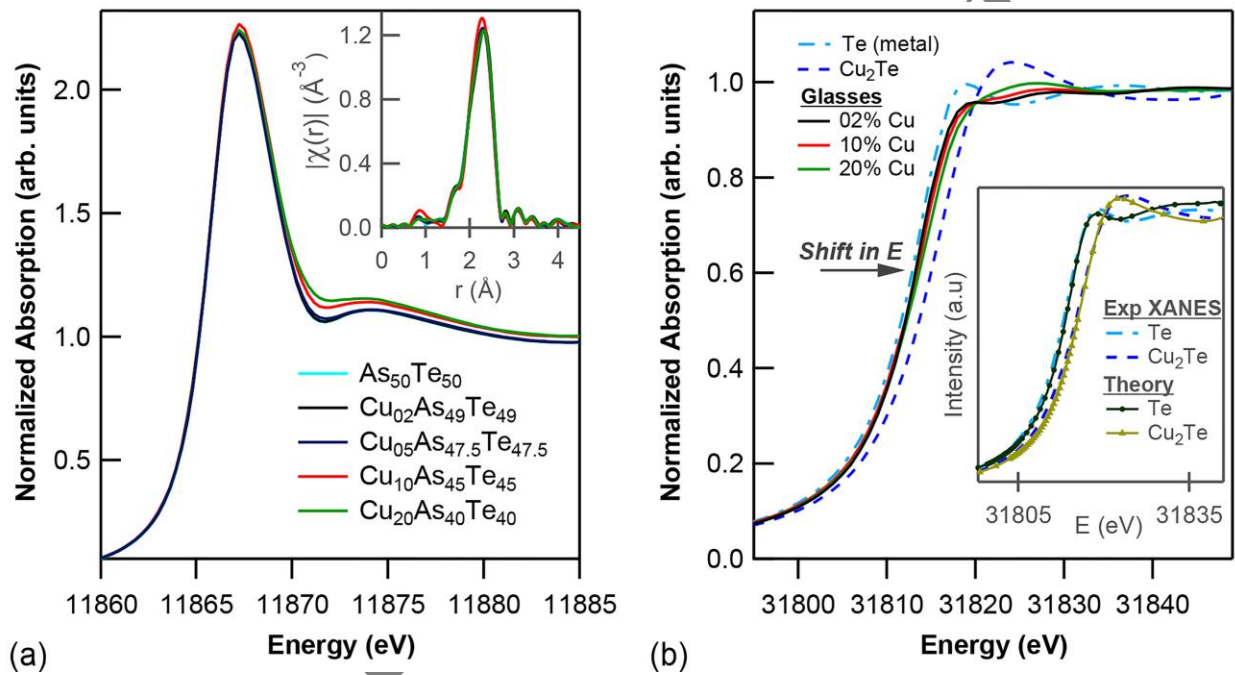 Normalized Absorption (arb. units)
2.0
1.5
1.0
0.5
11860 11865 11870 11875 11880 11885
Energy (eV)
(a)
|χ(r)| (Å⁻³)
1.2
0.8
0.4
0.0
0 1 2 3 4
r (Å)
As₅₀Te₅₀
Cu₀₂As₄₉Te₄₉
Cu₀₅As₄₇.₅Te₄₇.₅
Cu₁₀As₄₅Te₄₅
Cu₂₀As₄₀Te₄₀
Normalized Absorption (arb. units)
1.0
0.8
0.6
0.4
0.2
0.0
31800 31810 31820 31830 31840
Energy (eV)
(b)
Te (metal)
Cu₂Te
Glasses
02% Cu
10% Cu
20% Cu
Shift in E
Intensity (a.u)
Exp XANES
Te
Cu₂Te
Theory
Te
Cu₂Te
31805 31835
E (eV)